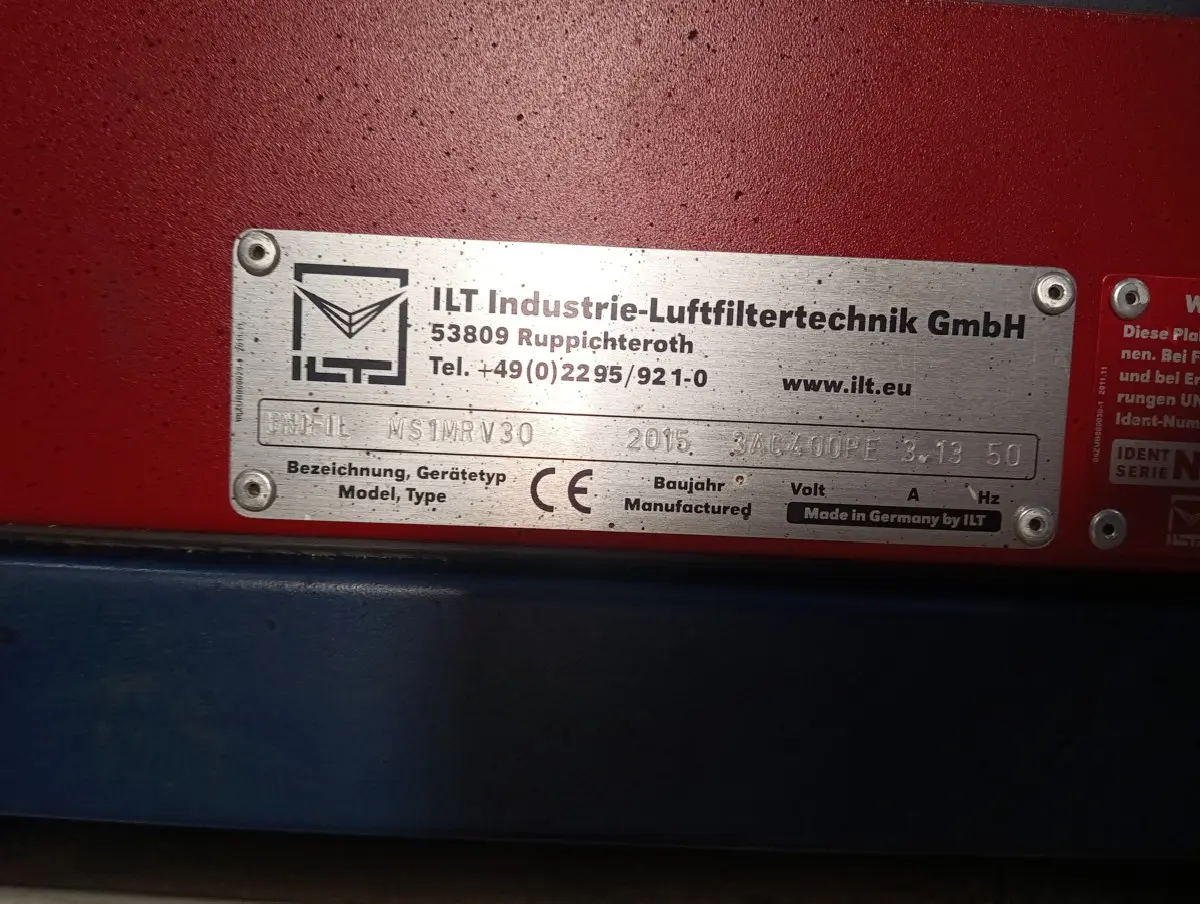 ILT
ILT Industrie-Luftfiltertechnik GmbH
53809 Ruppichteroth
Tel. +49(0)2295/921-0
www.ilt.eu
UNIFIL MS1MRV30 2015 3AC400PE 3.13 50
Bezeichnung, Gerätetyp
Model, Type
CE
Baujahr
Manufactured
Volt A Hz
Made in Germany by ILT
W
Diese Pla
nen. Bei F
und bei Er
rungen UN
Ident-Num
IDENT
SERIE N
ILT